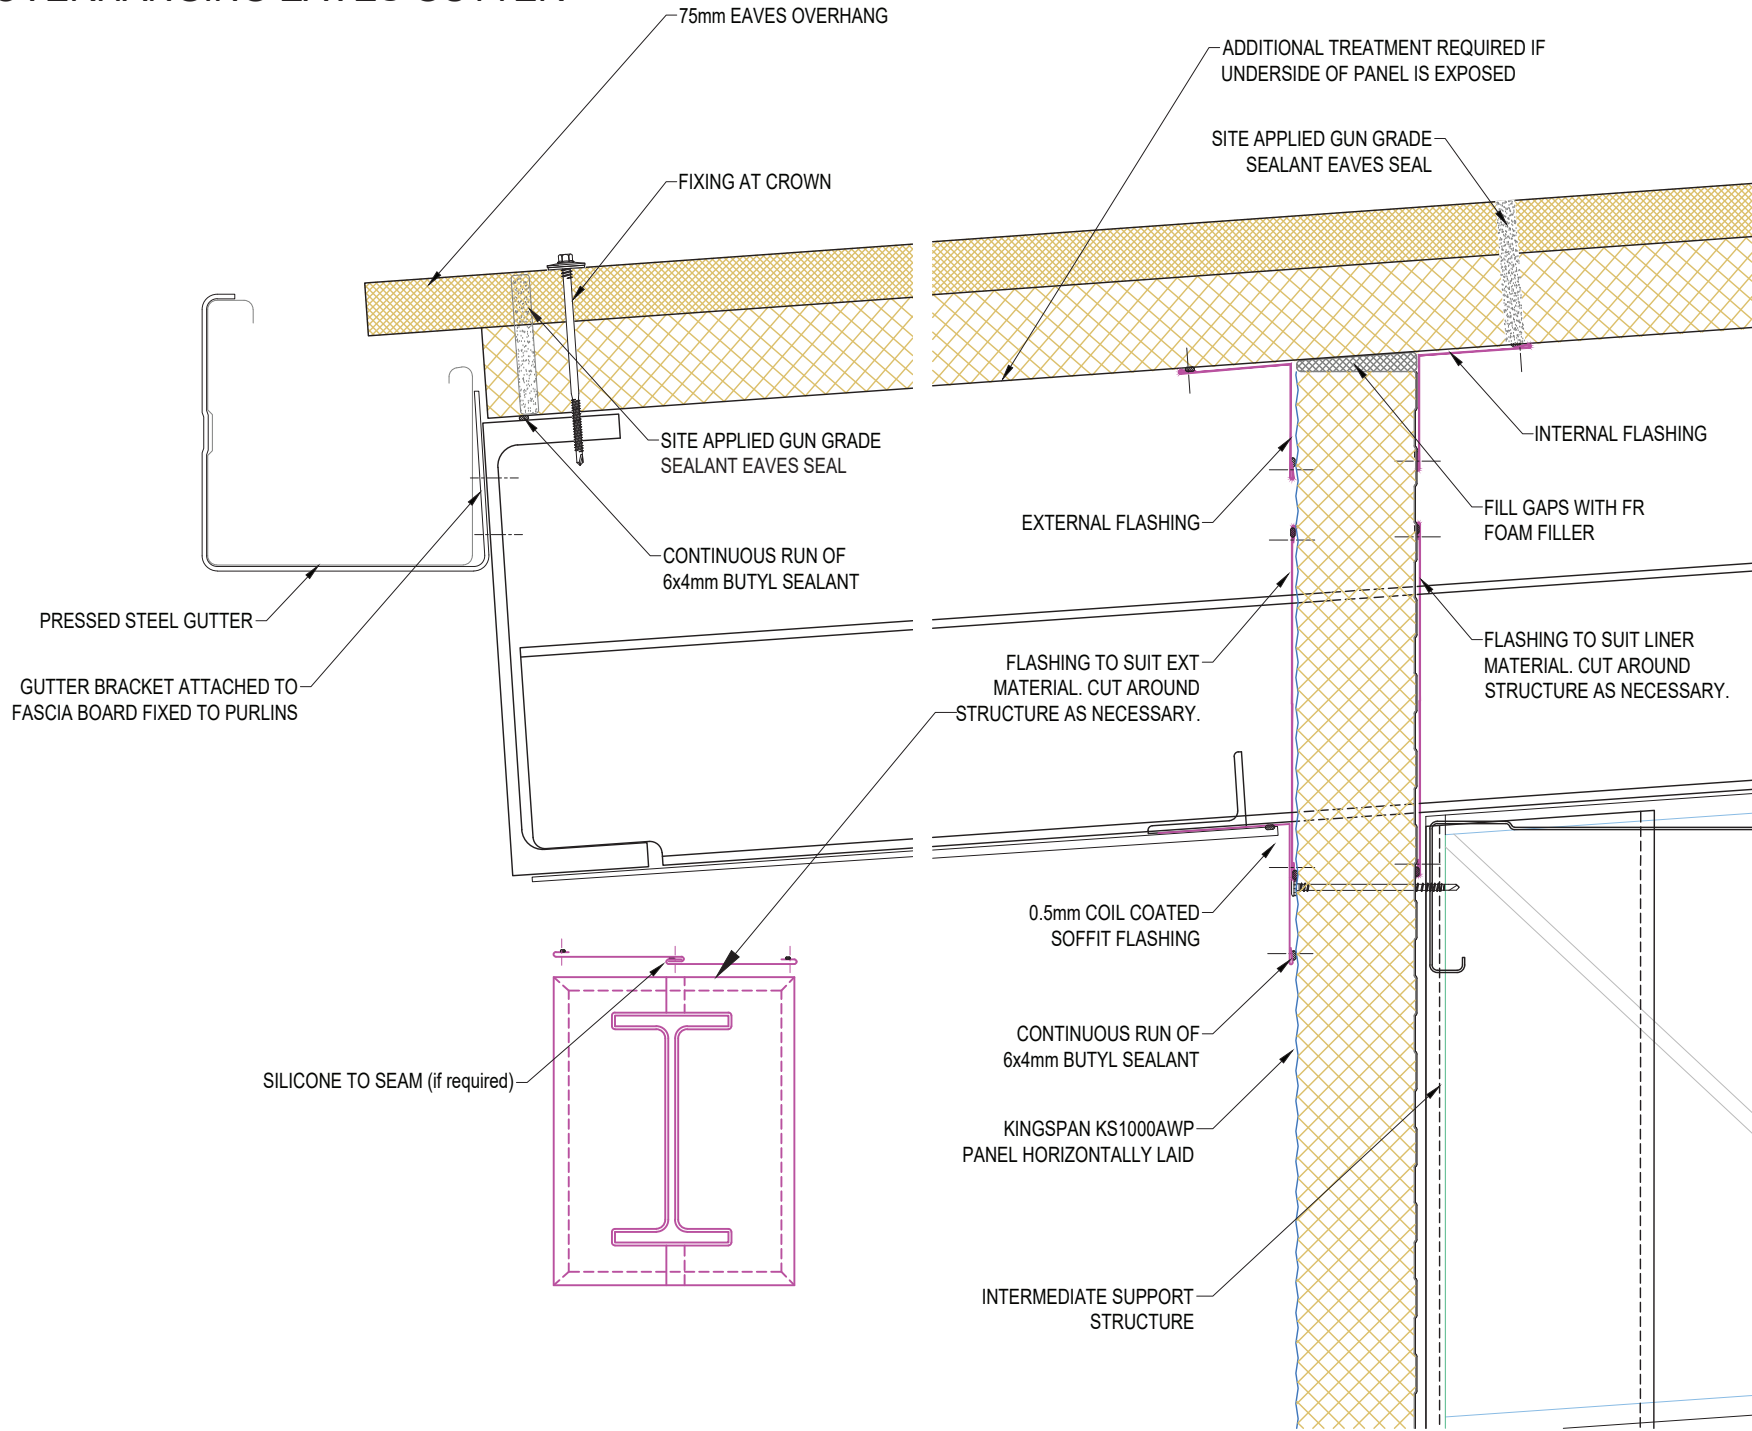 OVERHANGING EAVES GUTTER
75mm EAVES OVERHANG
ADDITIONAL TREATMENT REQUIRED IF
UNDERSIDE OF PANEL IS EXPOSED
SITE APPLIED GUN GRADE
SEALANT EAVES SEAL
FIXING AT CROWN
SITE APPLIED GUN GRADE
SEALANT EAVES SEAL
INTERNAL FLASHING
EXTERNAL FLASHING
FILL GAPS WITH FR
FOAM FILLER
CONTINUOUS RUN OF
6x4mm BUTYL SEALANT
PRESSED STEEL GUTTER
GUTTER BRACKET ATTACHED TO
FASCIA BOARD FIXED TO PURLINS
FLASHING TO SUIT EXT
MATERIAL. CUT AROUND
STRUCTURE AS NECESSARY.
FLASHING TO SUIT LINER
MATERIAL. CUT AROUND
STRUCTURE AS NECESSARY.
0.5mm COIL COATED
SOFFIT FLASHING
CONTINUOUS RUN OF
6x4mm BUTYL SEALANT
SILICONE TO SEAM (if required)
KINGSPAN KS1000AWP
PANEL HORIZONTALLY LAID
INTERMEDIATE SUPPORT
STRUCTURE